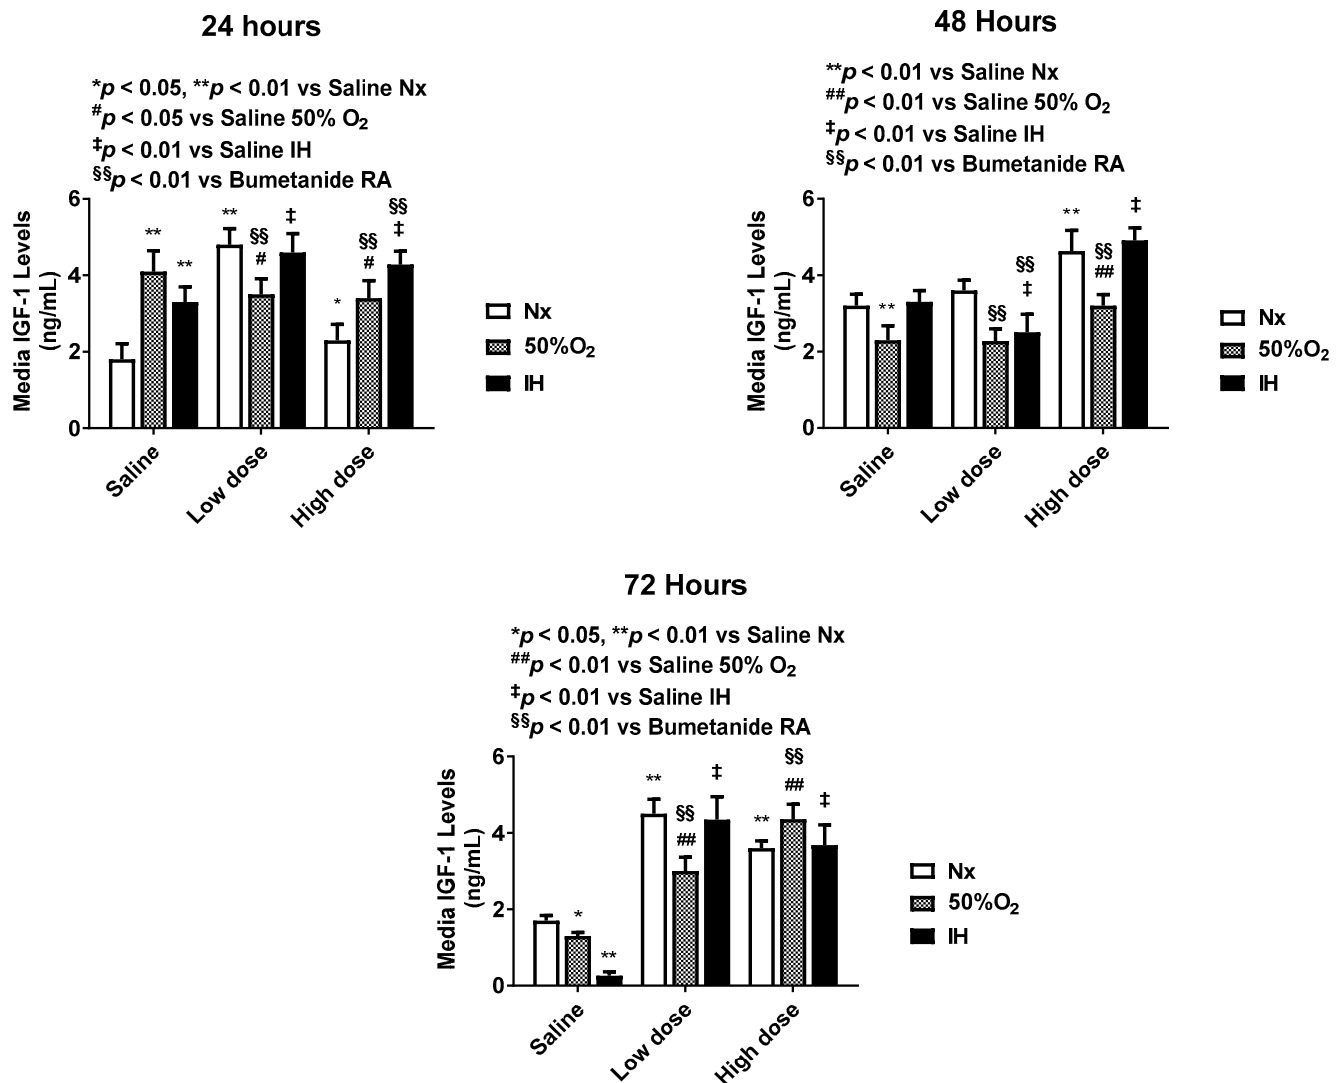 24 hours
*p < 0.05, **p < 0.01 vs Saline Nx
#p < 0.05 vs Saline 50% O2
‡p < 0.01 vs Saline IH
§§p < 0.01 vs Bumetanide RA
Media IGF-1 Levels
(ng/mL)
6
4
2
0
** ** ** §§ # ‡ * §§ # §§ ‡
Saline
Low dose
High dose
Nx
50%O2
IH
48 Hours
**p < 0.01 vs Saline Nx
##p < 0.01 vs Saline 50% O2
‡p < 0.01 vs Saline IH
§§p < 0.01 vs Bumetanide RA
Media IGF-1 Levels
(ng/mL)
6
4
2
0
** §§ §§ ‡ ** §§ ## ‡
Saline
Low dose
High dose
Nx
50%O2
IH
72 Hours
*p < 0.05, **p < 0.01 vs Saline Nx
##p < 0.01 vs Saline 50% O2
‡p < 0.01 vs Saline IH
§§p < 0.01 vs Bumetanide RA
Media IGF-1 Levels
(ng/mL)
6
4
2
0
* ** ** §§ ## ‡ ** §§ ## ‡
Saline
Low dose
High dose
Nx
50%O2
IH